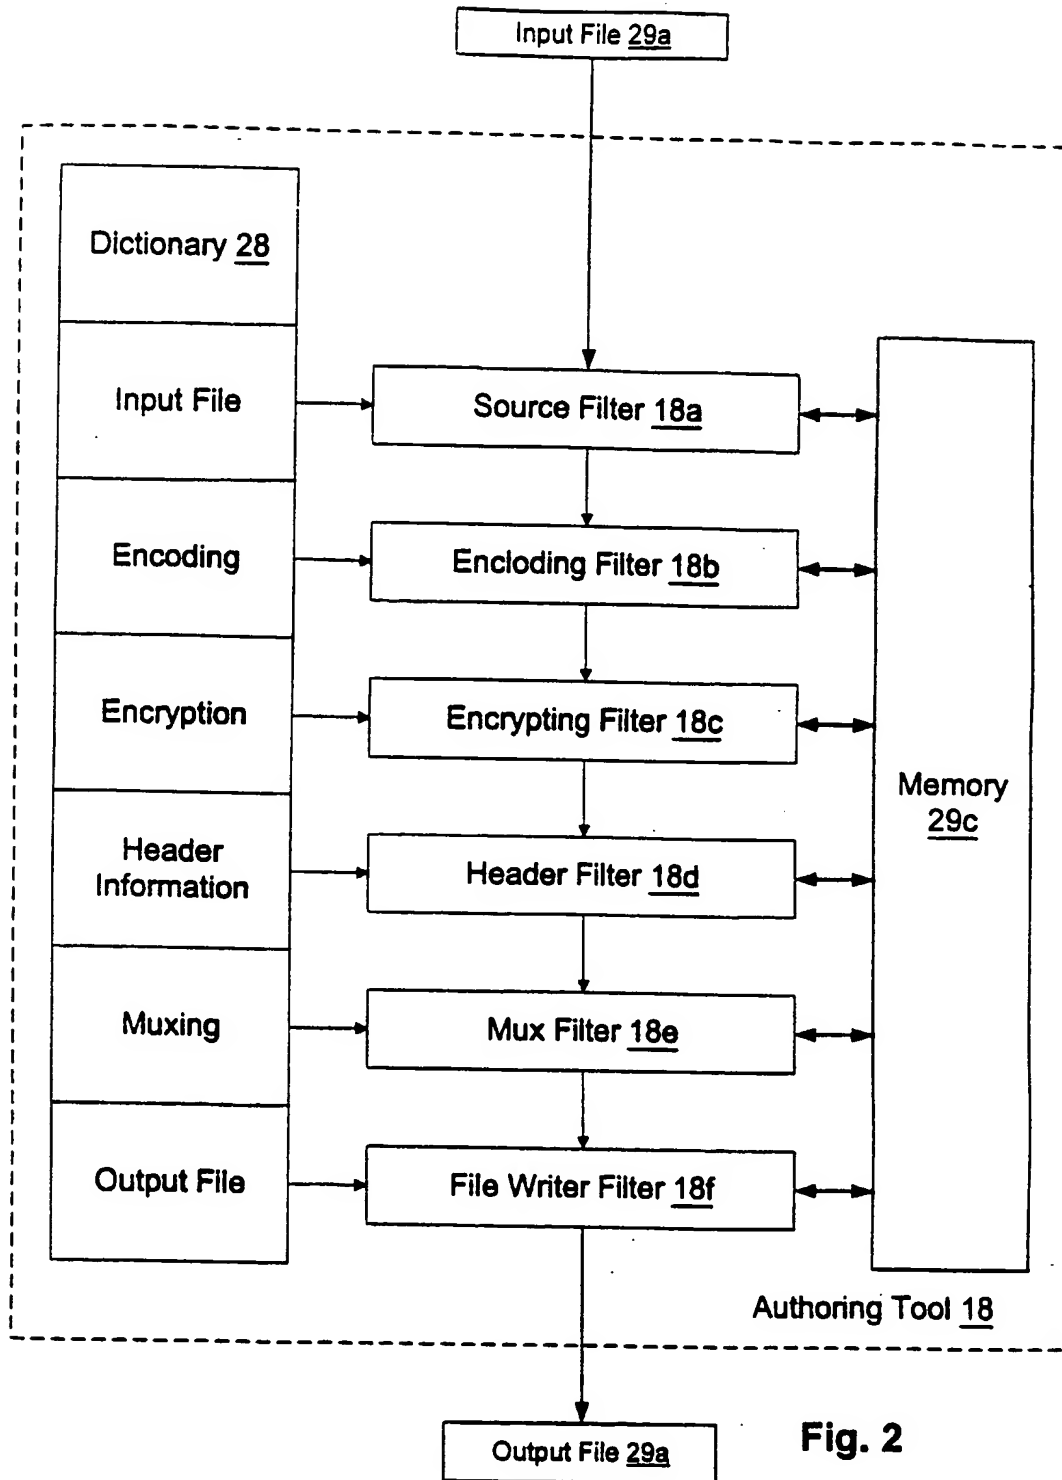 Input File 29a
Dictionary 28
Input File
Source Filter 18a
Encoding
Encloding Filter 18b
Encryption
Encrypting Filter 18c
Memory
29c
Header
Information
Header Filter 18d
Muxing
Mux Filter 18e
Output File
File Writer Filter 18f
Authoring Tool 18
Output File 29a
Fig. 2